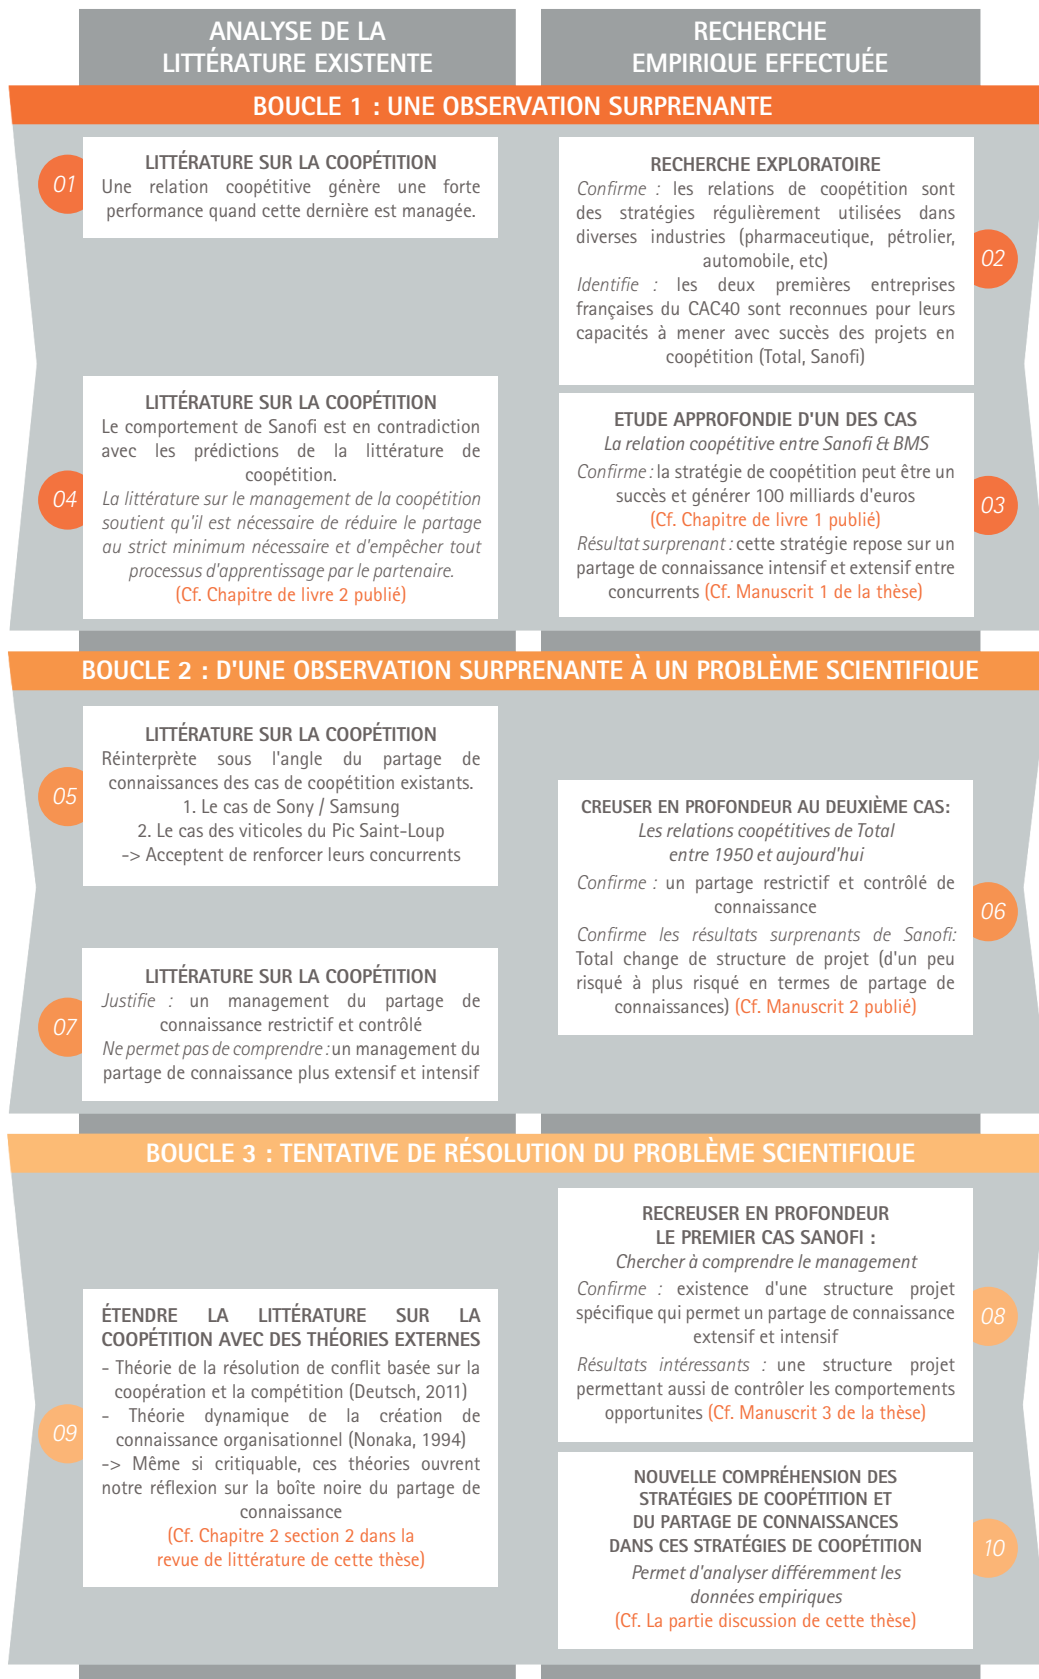 ANALYSE DE LA
LITTÉRATURE EXISTENTE
RECHERCHE
EMPIRIQUE EFFECTUÉE
BOUCLE 1 : UNE OBSERVATION SURPRENANTE
01
LITTÉRATURE SUR LA COOPÉTITION
Une relation coopétitive génère une forte
performance quand cette dernière est managée.
RECHERCHE EXPLORATOIRE
Confirme : les relations de coopétition sont
des stratégies régulièrement utilisées dans
diverses industries (pharmaceutique, pétrolier,
automobile, etc)
Identifie : les deux premières entreprises
françaises du CAC40 sont reconnues pour leurs
capacités à mener avec succès des projets en
coopétition (Total, Sanofi)
02
ETUDE APPROFONDIE D'UN DES CAS
La relation coopétitive entre Sanofi & BMS
Confirme : la stratégie de coopétition peut être un
succès et générer 100 milliards d'euros
(Cf. Chapitre de livre 1 publié)
Résultat surprenant : cette stratégie repose sur un
partage de connaissance intensif et extensif entre
concurrents (Cf. Manuscrit 1 de la thèse)
03
04
LITTÉRATURE SUR LA COOPÉTITION
Le comportement de Sanofi est en contradiction
avec les prédictions de la littérature de
coopétition.
La littérature sur le management de la coopétition
soutient qu'il est nécessaire de réduire le partage
au strict minimum nécessaire et d'empêcher tout
processus d'apprentissage par le partenaire.
(Cf. Chapitre de livre 2 publié)
BOUCLE 2 : D'UNE OBSERVATION SURPRENANTE À UN PROBLÈME SCIENTIFIQUE
05
LITTÉRATURE SUR LA COOPÉTITION
Réinterprète sous l'angle du partage de
connaissances des cas de coopétition existants.
1. Le cas de Sony / Samsung
2. Le cas des viticoles du Pic Saint-Loup
-> Acceptent de renforcer leurs concurrents
CREUSER EN PROFONDEUR AU DEUXIÈME CAS:
Les relations coopétitives de Total
entre 1950 et aujourd'hui
Confirme : un partage restrictif et contrôlé de
connaissance
Confirme les résultats surprenants de Sanofi:
Total change de structure de projet (d'un peu
risqué à plus risqué en termes de partage de
connaissances) (Cf. Manuscrit 2 publié)
06
07
LITTÉRATURE SUR LA COOPÉTITION
Justifie : un management du partage de
connaissance restrictif et contrôlé
Ne permet pas de comprendre : un management du
partage de connaissance plus extensif et intensif
BOUCLE 3 : TENTATIVE DE RÉSOLUTION DU PROBLÈME SCIENTIFIQUE
RECREUSER EN PROFONDEUR
LE PREMIER CAS SANOFI :
Chercher à comprendre le management
Confirme : existence d'une structure projet
spécifique qui permet un partage de connaissance
extensif et intensif
Résultats intéressants : une structure projet
permettant aussi de contrôler les comportements
opportunites (Cf. Manuscrit 3 de la thèse)
08
09
ÉTENDRE LA LITTÉRATURE SUR LA
COOPÉTITION AVEC DES THÉORIES EXTERNES
- Théorie de la résolution de conflit basée sur la
coopération et la compétition (Deutsch, 2011)
- Théorie dynamique de la création de
connaissance organisationnel (Nonaka, 1994)
-> Même si critiquable, ces théories ouvrent
notre réflexion sur la boîte noire du partage de
connaissance
(Cf. Chapitre 2 section 2 dans la
revue de littérature de cette thèse)
NOUVELLE COMPRÉHENSION DES
STRATÉGIES DE COOPÉTITION ET
DU PARTAGE DE CONNAISSANCES
DANS CES STRATÉGIES DE COOPÉTITION
Permet d'analyser différemment les
données empiriques
(Cf. La partie discussion de cette thèse)
10